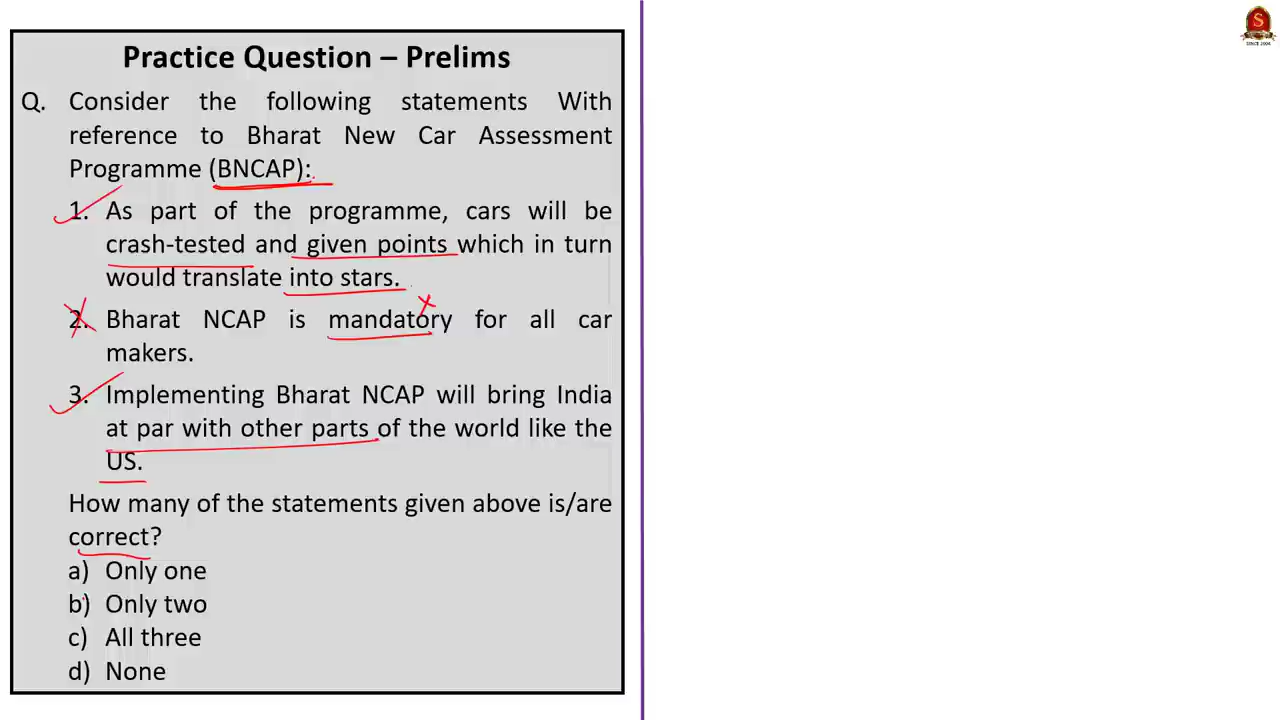 Practice Question – Prelims
Q. Consider the following statements With
reference to Bharat New Car Assessment
Programme (BNCAP):
1. As part of the programme, cars will be
crash-tested and given points which in turn
would translate into stars.
2. Bharat NCAP is mandatory for all car
makers.
3. Implementing Bharat NCAP will bring India
at par with other parts of the world like the
US.
How many of the statements given above is/are
correct?
a) Only one
b) Only two
c) All three
d) None
S
SINCE 2004